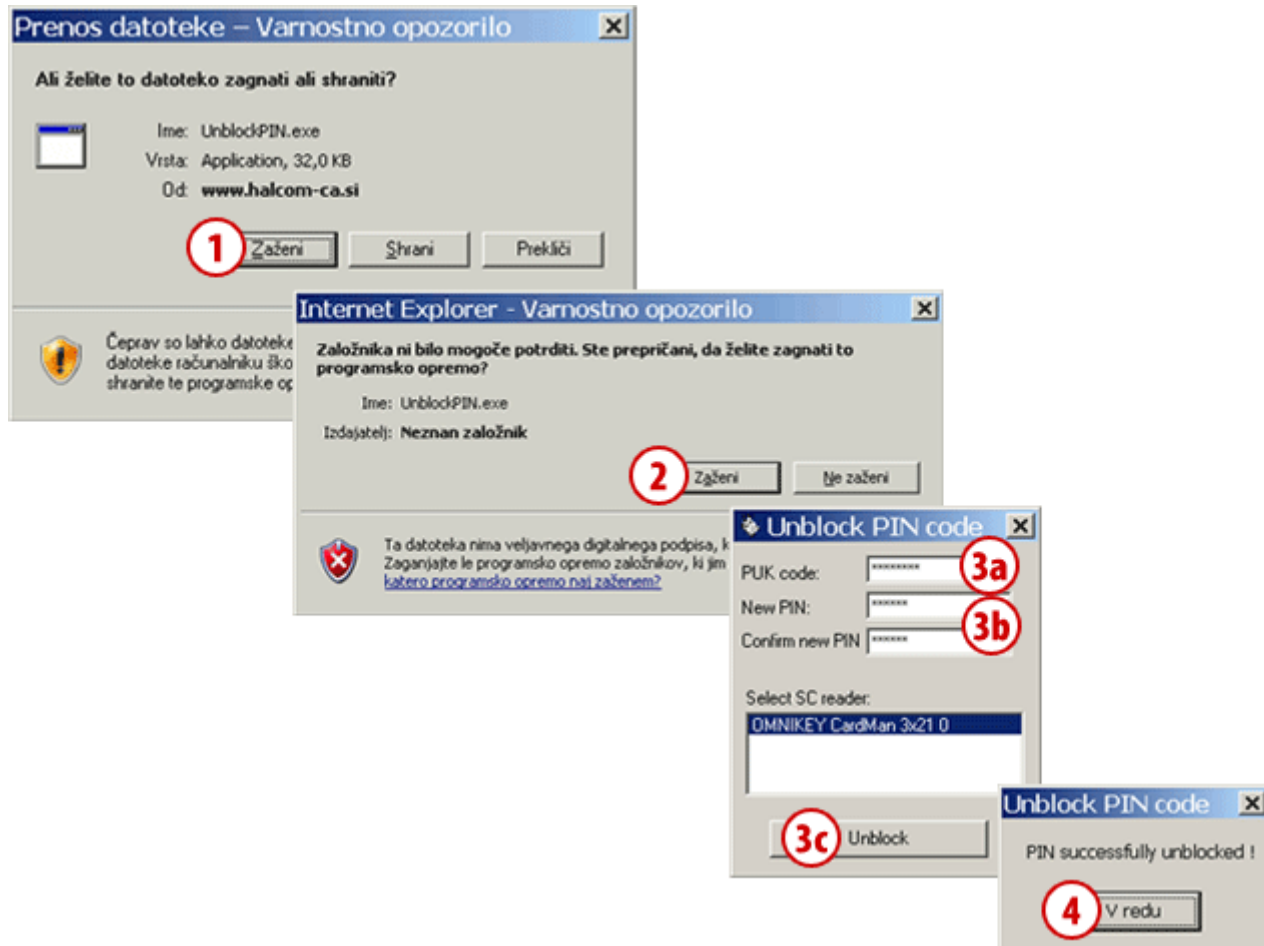 Prenos datoteke – Varnostno opozorilo
Ali želite to datoteko zagnati ali shraniti?
Ime: UnblockPIN.exe
Vrsta: Application, 32,0 KB
Od: www.halcom-ca.si
1
Zaženi Shrani Prekliči
Čeprav so lahko datoteke
datoteke računalniku ško
shranite te programske op
Internet Explorer - Varnostno opozorilo
Založnika ni bilo mogoče potrditi. Ste prepričani, da želite zagnati to
programsko opremo?
Ime: UnblockPIN.exe
Izdajatelj: Neznan založnik
2
Zaženi Ne zaženi
Ta datoteka nima veljavnega digitalnega podpisa, k
Zaganjajte le programsko opremo založnikov, ki jim
katero programsko opremo naj zaženem?
Unblock PIN code
PUK code: ******** 3a
New PIN: ******
3b
Confirm new PIN ******
Select SC reader:
OMNIKEY CardMan 3x21 0
3c Unblock
Unblock PIN code
PIN successfully unblocked !
4 V redu